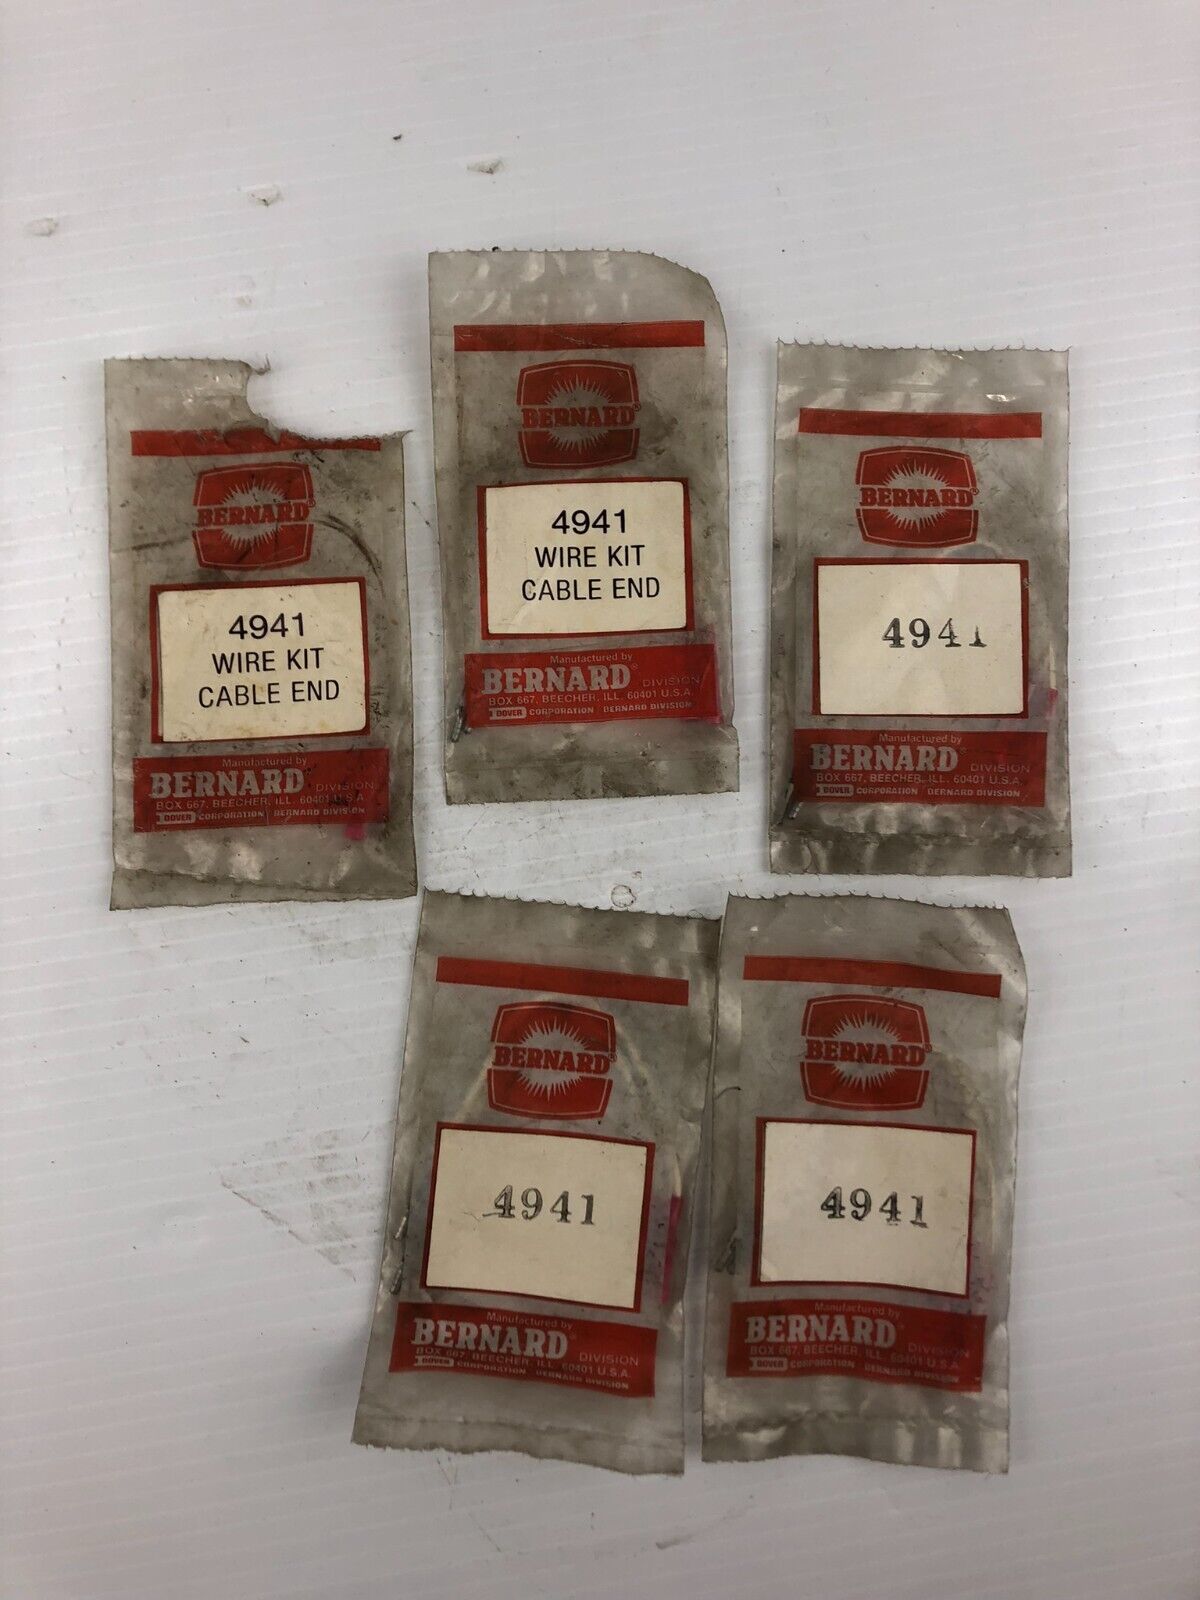 BERNARD®
4941
WIRE KIT
CABLE END
Manufactured by
BERNARD® DIVISION
BOX 667, BEECHER, ILL. 60401 U.S.A.
DOVER CORPORATION BERNARD DIVISION
BERNARD®
4941
WIRE KIT
CABLE END
Manufactured by
BERNARD® DIVISION
BOX 667, BEECHER, ILL. 60401 U.S.A.
DOVER CORPORATION BERNARD DIVISION
BERNARD®
4941
Manufactured by
BERNARD® DIVISION
BOX 667, BEECHER, ILL. 60401 U.S.A.
DOVER CORPORATION BERNARD DIVISION
BERNARD®
4941
Manufactured by
BERNARD® DIVISION
BOX 667, BEECHER, ILL. 60401 U.S.A.
DOVER CORPORATION BERNARD DIVISION
BERNARD®
4941
Manufactured by
BERNARD® DIVISION
BOX 667, BEECHER, ILL. 60401 U.S.A.
DOVER CORPORATION BERNARD DIVISION